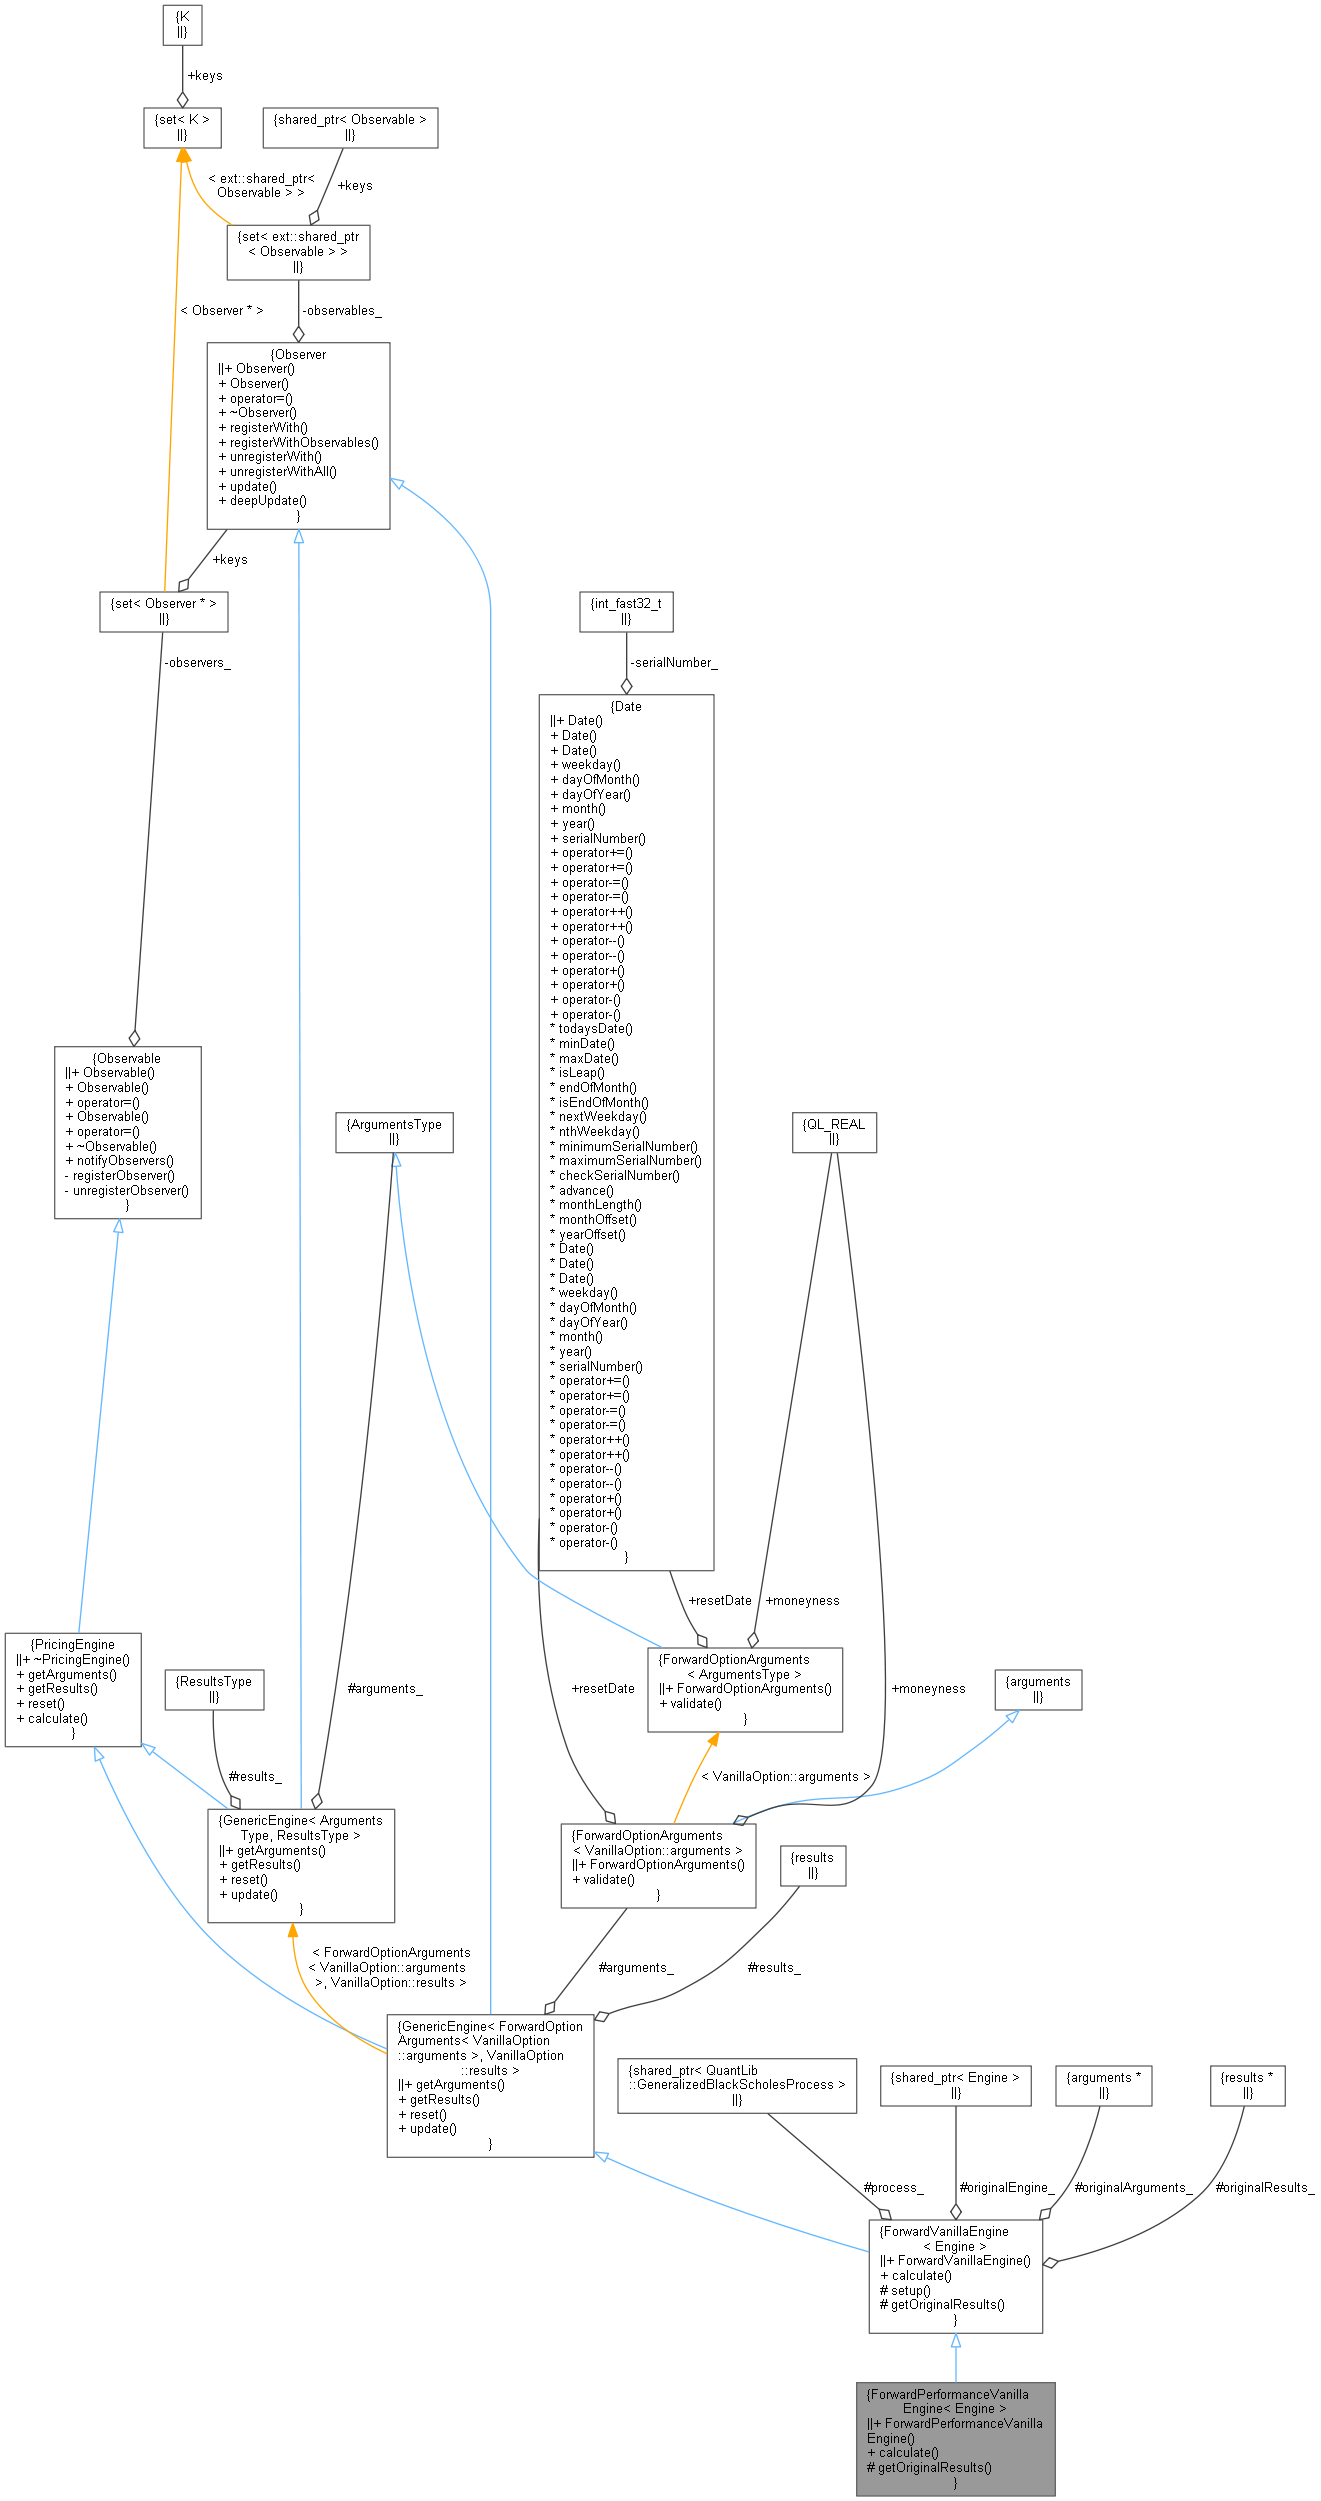 {K
||}
+keys
{set< K >
||}
{shared_ptr< Observable >
||}
< ext::shared_ptr<
Observable > >
+keys
{set< ext::shared_ptr
< Observable > >
||}
< Observer * >
-observables_
{Observer
||+ Observer()
+ Observer()
+ operator=()
+ ~Observer()
+ registerWith()
+ registerWithObservables()
+ unregisterWith()
+ unregisterWithAll()
+ update()
+ deepUpdate()
}
+keys
{set< Observer * >
||}
-observers_
{int_fast32_t
||}
-serialNumber_
{Date
||+ Date()
+ Date()
+ Date()
+ weekday()
+ dayOfMonth()
+ dayOfYear()
+ month()
+ year()
+ serialNumber()
+ operator+=()
+ operator+=()
+ operator-=()
+ operator-=()
+ operator++()
+ operator++()
+ operator--()
+ operator--()
+ operator+()
+ operator+()
+ operator-()
+ operator-()
* todaysDate()
* minDate()
* maxDate()
* isLeap()
* endOfMonth()
* isEndOfMonth()
* nextWeekday()
* nthWeekday()
* minimumSerialNumber()
* maximumSerialNumber()
* checkSerialNumber()
* advance()
* monthLength()
* monthOffset()
* yearOffset()
* Date()
* Date()
* Date()
* weekday()
* dayOfMonth()
* dayOfYear()
* month()
* year()
* serialNumber()
* operator+=()
* operator+=()
* operator-=()
* operator-=()
* operator++()
* operator++()
* operator--()
* operator--()
* operator+()
* operator+()
* operator-()
* operator-()
}
{Observable
||+ Observable()
+ Observable()
+ operator=()
+ Observable()
+ operator=()
+ ~Observable()
+ notifyObservers()
- registerObserver()
- unregisterObserver()
}
{ArgumentsType
||}
{QL_REAL
||}
+resetDate
+moneyness
{PricingEngine
||+ ~PricingEngine()
+ getArguments()
+ getResults()
+ reset()
+ calculate()
}
{ResultsType
||}
#arguments_
+resetDate
{ForwardOptionArguments
< ArgumentsType >
||+ ForwardOptionArguments()
+ validate()
}
+moneyness
{arguments
||}
#results_
< VanillaOption::arguments >
{GenericEngine< Arguments
Type, ResultsType >
||+ getArguments()
+ getResults()
+ reset()
+ update()
}
{ForwardOptionArguments
< VanillaOption::arguments >
||+ ForwardOptionArguments()
+ validate()
}
{results
||}
< ForwardOptionArguments
< VanillaOption::arguments
>, VanillaOption::results >
#arguments_
#results_
{GenericEngine< ForwardOption
Arguments< VanillaOption
::arguments >, VanillaOption
::results >
||+ getArguments()
+ getResults()
+ reset()
+ update()
}
{shared_ptr< QuantLib
::GeneralizedBlackScholesProcess >
||}
{shared_ptr< Engine >
||}
{arguments *
||}
{results *
||}
#process_
#originalEngine_
#originalArguments_
#originalResults_
{ForwardVanillaEngine
< Engine >
||+ ForwardVanillaEngine()
+ calculate()
# setup()
# getOriginalResults()
}
{ForwardPerformanceVanilla
Engine< Engine >
||+ ForwardPerformanceVanilla
Engine()
+ calculate()
# getOriginalResults()
}